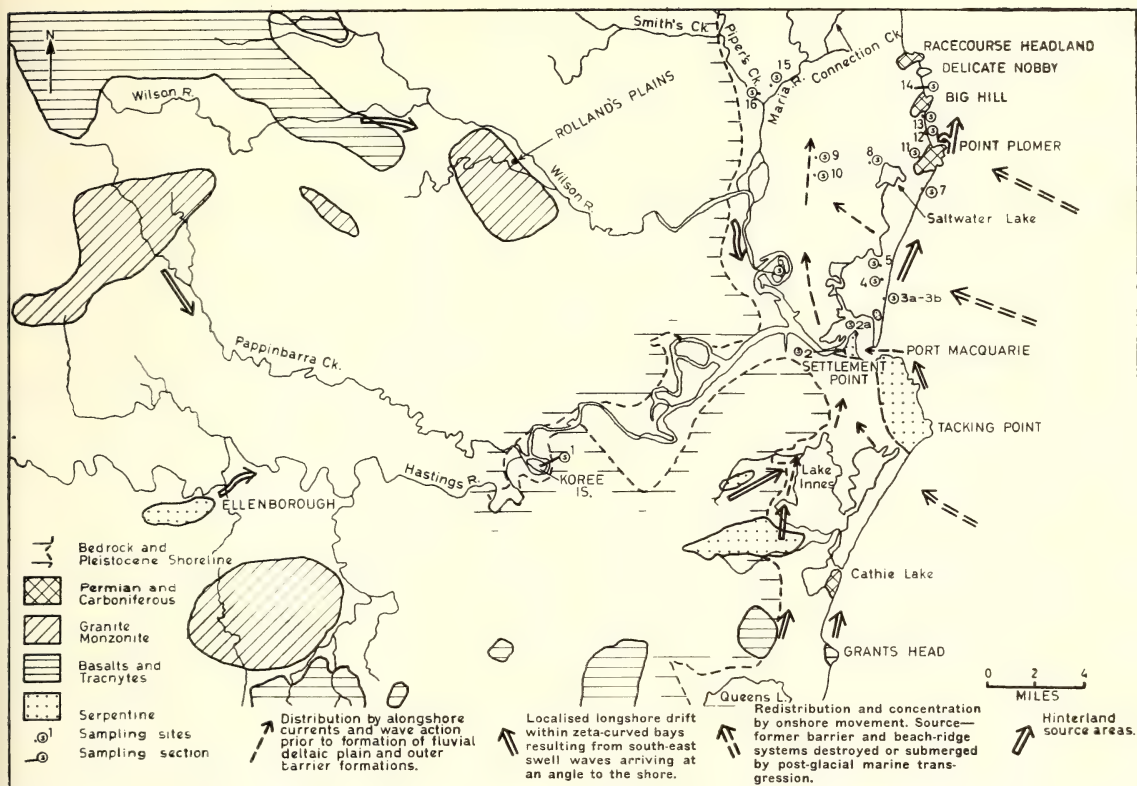 N
Smith's Ck.
Piper's Ck.
15
16
Maria R.
Connection Ck.
RACECOURSE HEADLAND
DELICATE NOBBY
14
BIG HILL
13
12
11
POINT PLOMER
Wilson R.
ROLLAND'S PLAINS
Wilson R.
9
10
8
7
Saltwater Lake
5
4
3a-3b
2a
2
PORT MACQUARIE
SETTLEMENT
POINT
Pappinbarra Ck.
TACKING POINT
1
KOREE
IS.
Hastings R.
Lake
Innes
ELLENBOROUGH
Cathie Lake
GRANTS HEAD
Queens L.
0 2 4
MILES
Bedrock and
Pleistocene Shoreline
Permian and
Carboniferous
Granite
Monzonite
Basalts and
Tracnytes
Serpentine
1
Sampling sites
Sampling section
Distribution by alongshore
currents and wave action
prior to formation of fluvial
deltaic plain and outer
barrier formations.
Localised longshore drift
within zeta-curved bays
resulting from south-east
swell waves arriving at
an angle to the shore.
Redistribution and concentration
by onshore movement. Source—
former barrier and beach-ridge
systems destroyed or submerged
by post-glacial marine trans-
gression.
Hinterland
source areas.